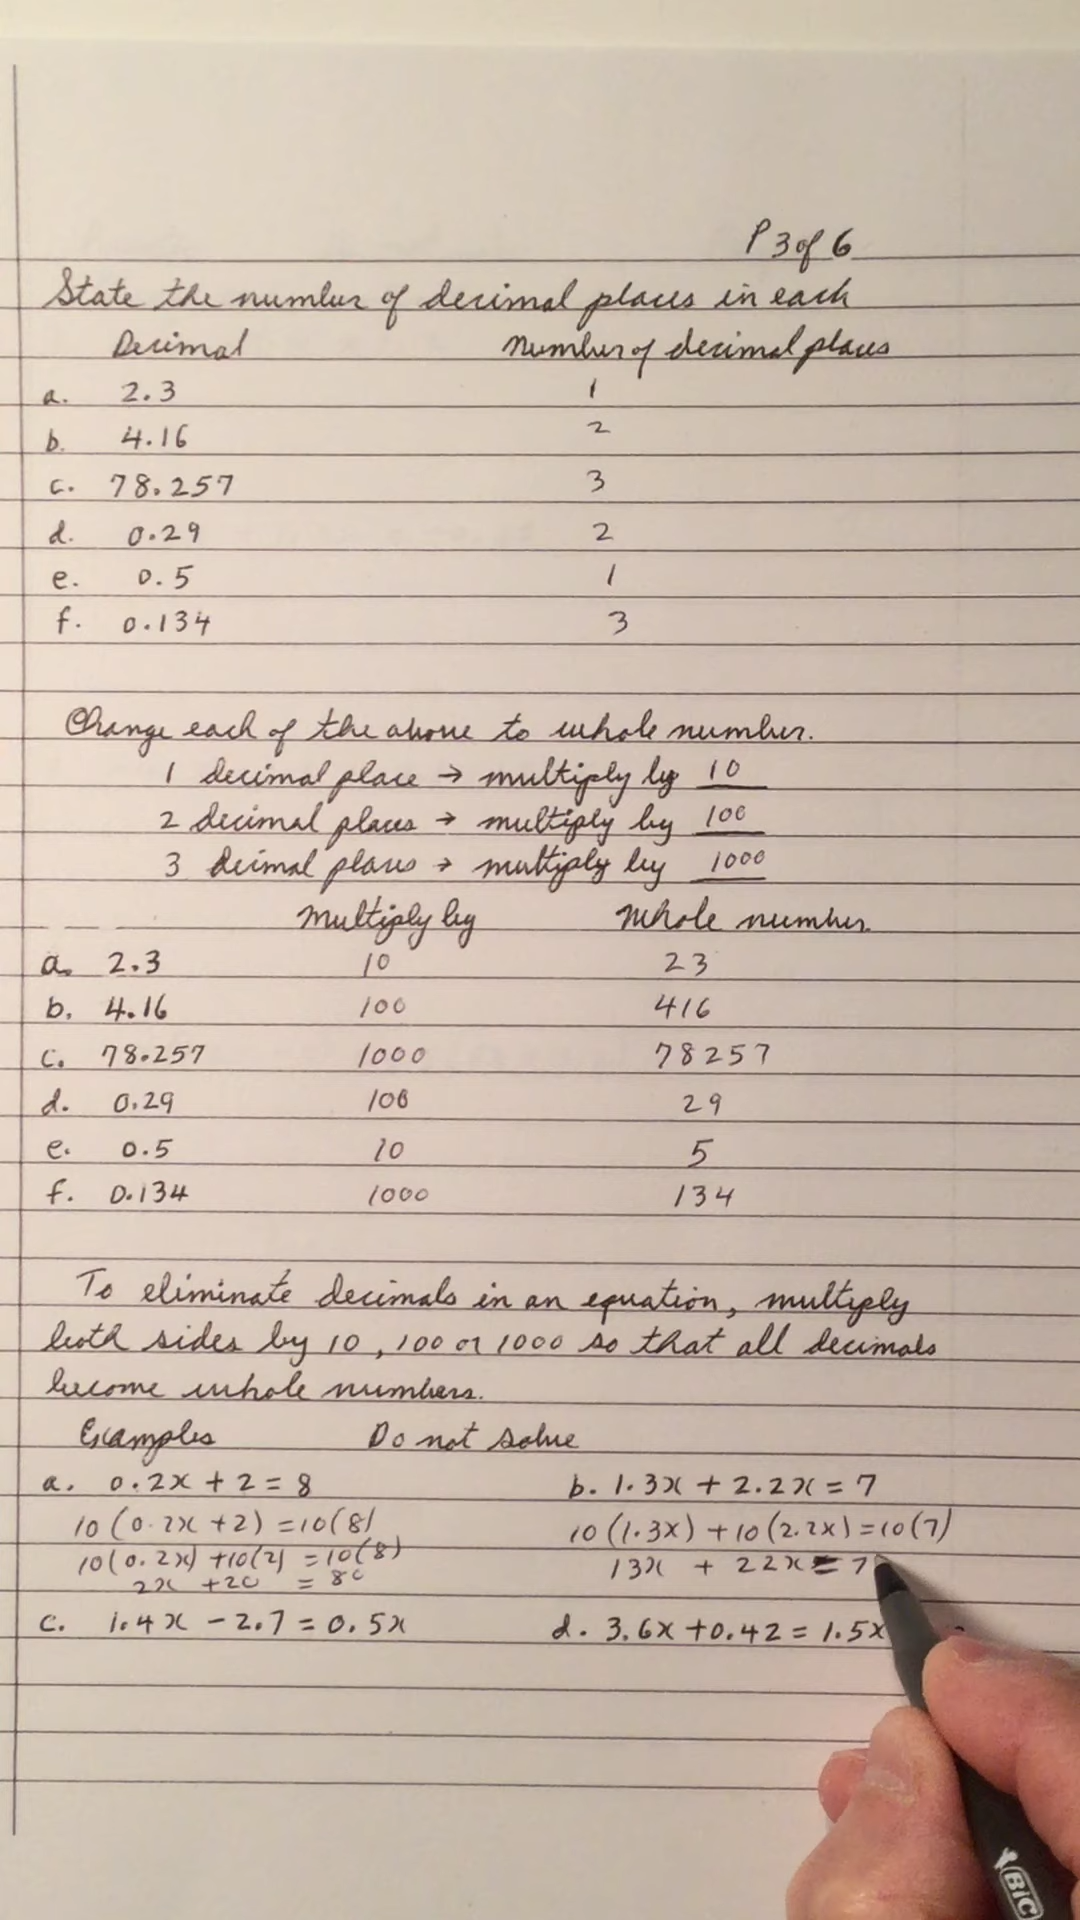 P 3 of 6
State the number of decimal places in each
Decimal Number of decimal places
a. 2.3 1
b. 4.16 2
c. 78.257 3
d. 0.29 2
e. 0.5 1
f. 0.134 3
Change each of the above to whole number.
1 decimal place → multiply by 10
2 decimal places → multiply by 100
3 decimal places → multiply by 1000
Multiply by Whole number
a. 2.3 10 23
b. 4.16 100 416
c. 78.257 1000 78257
d. 0.29 100 29
e. 0.5 10 5
f. 0.134 1000 134
To eliminate decimals in an equation, multiply
both sides by 10, 100 or 1000 so that all decimals
become whole numbers.
Examples Do not solve
a. 0.2x + 2 = 8 b. 1.3x + 2.2x = 7
10(0.2x + 2) = 10(8) 10(1.3x) + 10(2.2x) = 10(7)
10(0.2x) + 10(2) = 10(8) 13x + 22x = 7
2x + 20 = 80
c. 1.4x - 2.7 = 0.5x d. 3.6x + 0.42 = 1.5x
BIC